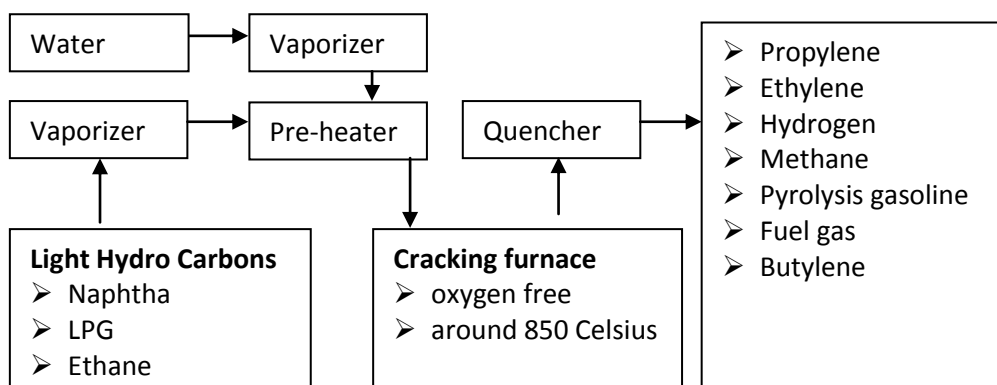 Water
Vaporizer
Vaporizer
Pre-heater
Quencher
Light Hydro Carbons
➢ Naphtha
➢ LPG
➢ Ethane
Cracking furnace
➢ oxygen free
➢ around 850 Celsius
➢ Propylene
➢ Ethylene
➢ Hydrogen
➢ Methane
➢ Pyrolysis gasoline
➢ Fuel gas
➢ Butylene